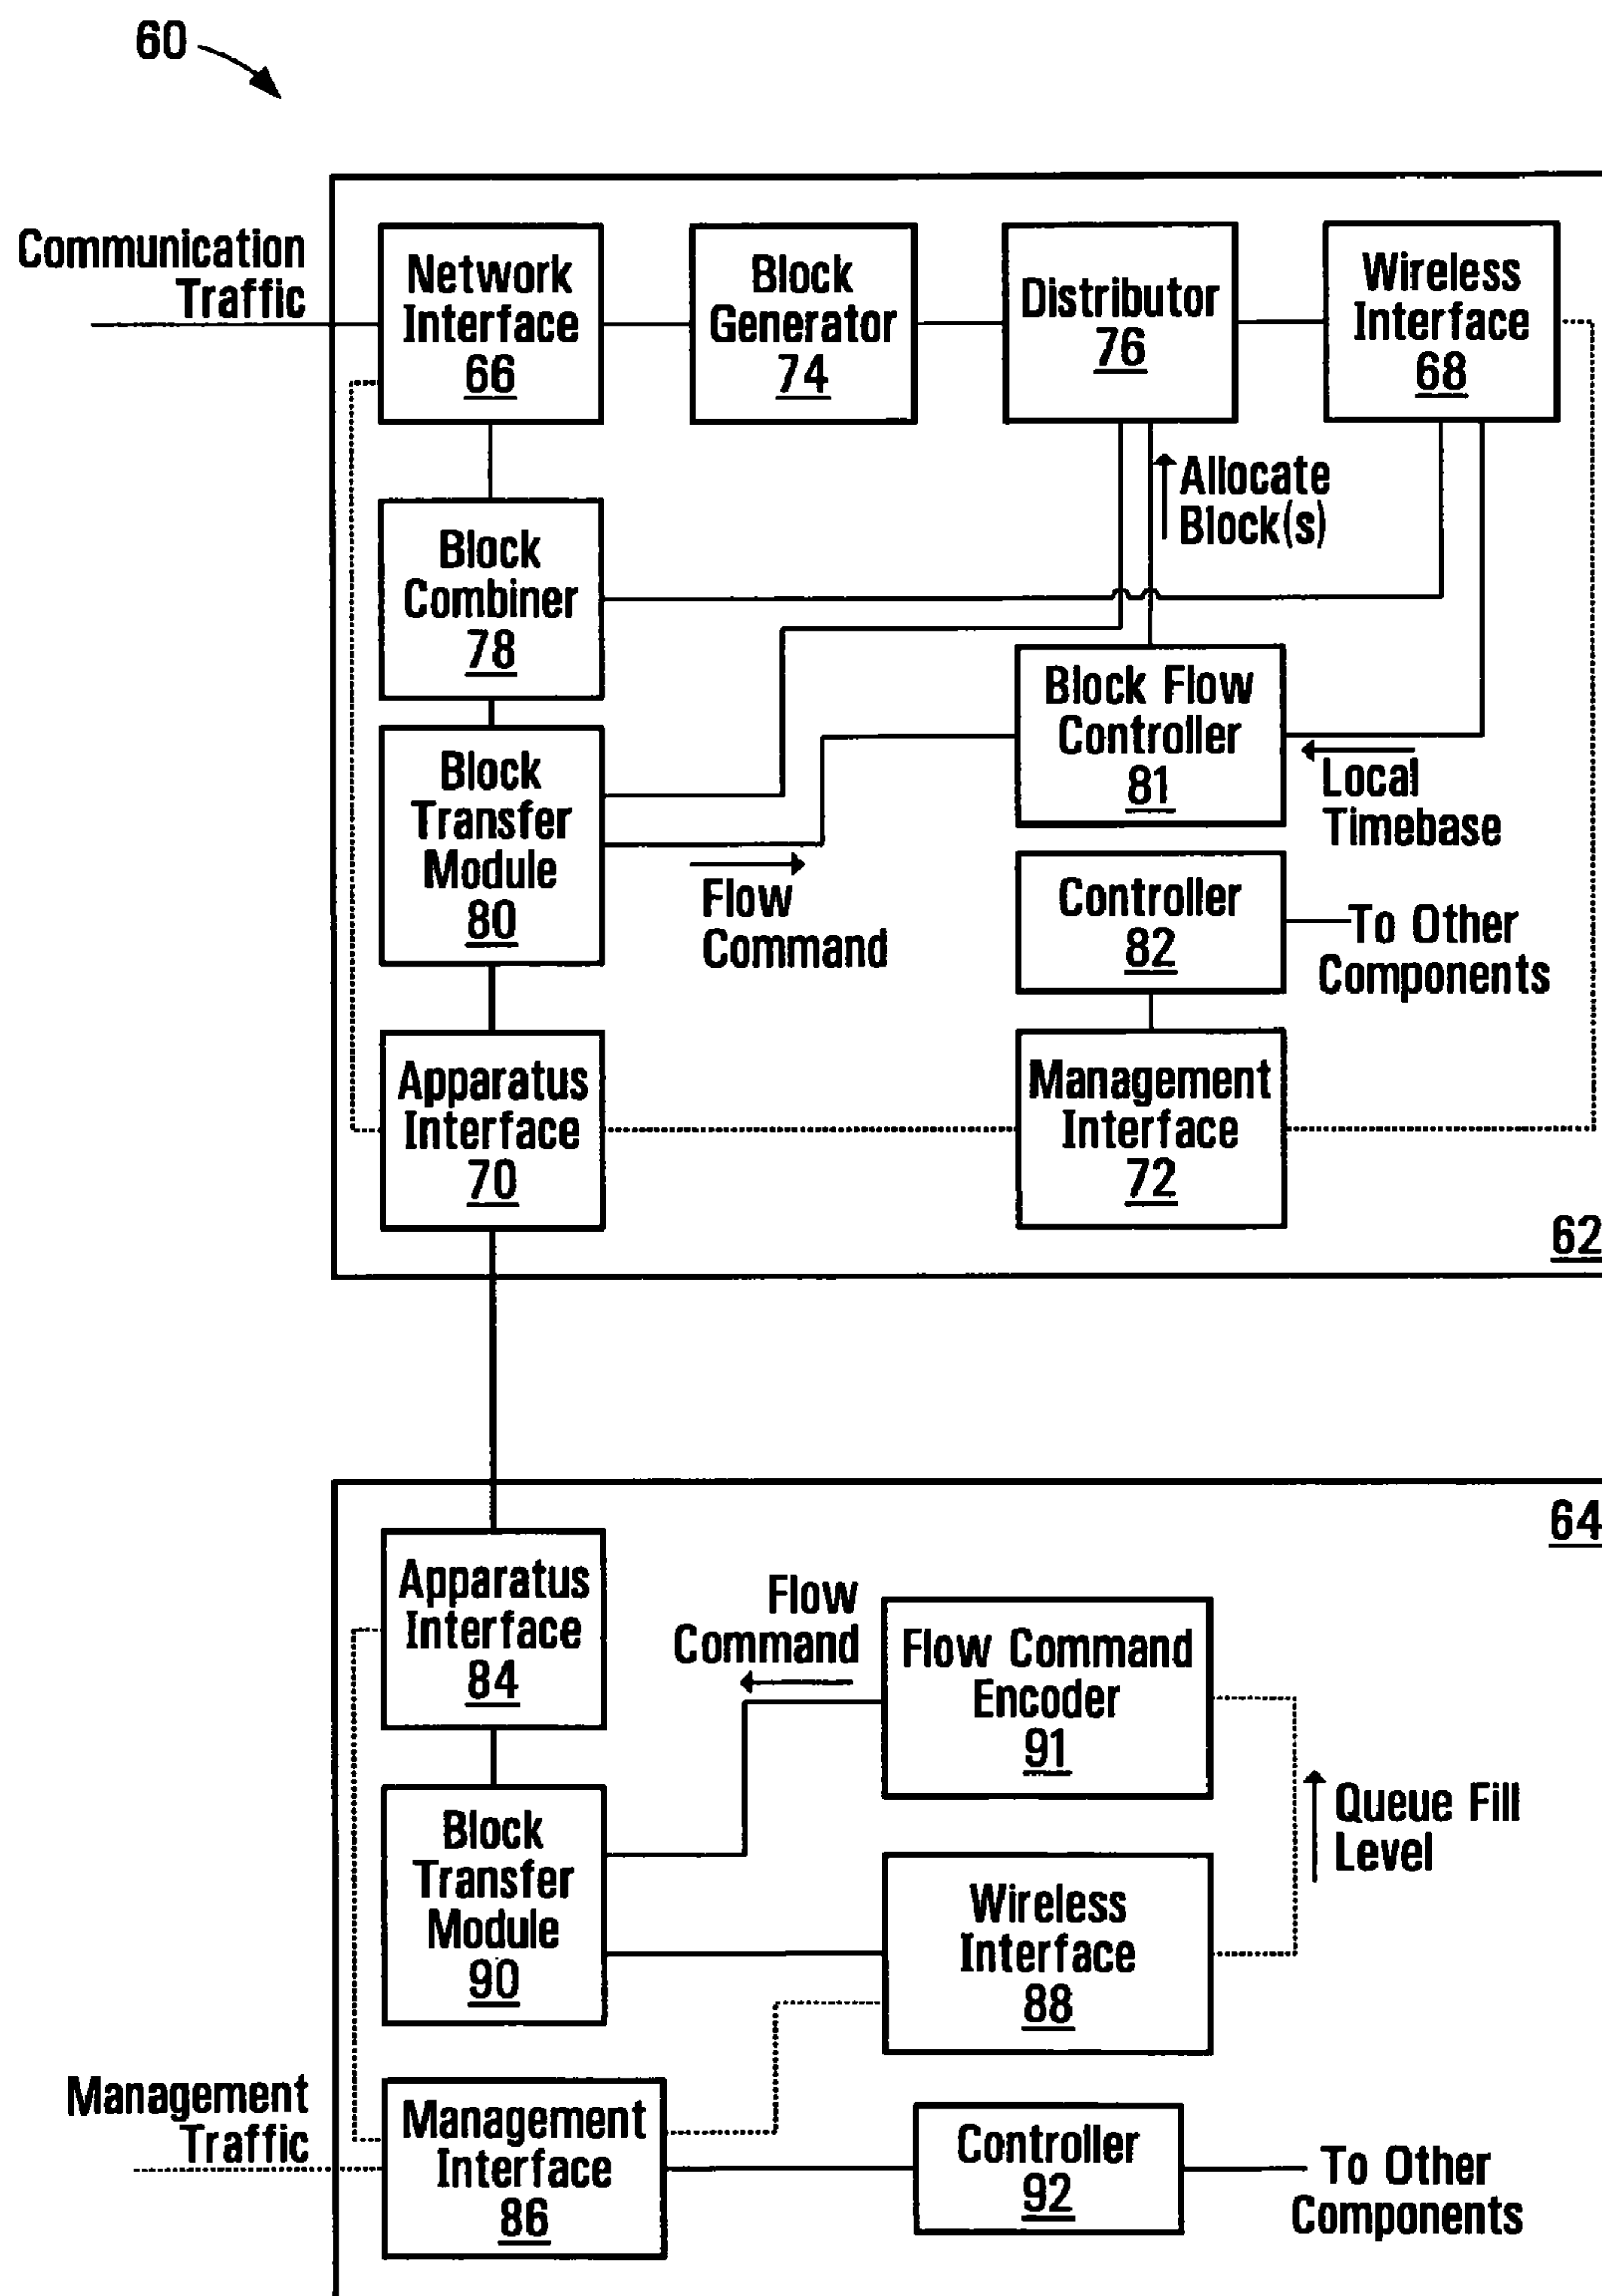 60
Communication
Traffic
Network
Interface
66
Block
Generator
74
Distributor
76
Wireless
Interface
68
Allocate
Block(s)
Block
Combiner
78
Block Flow
Controller
81
Local
Timebase
Block
Transfer
Module
80
Flow
Command
Controller
82
To Other
Components
Apparatus
Interface
70
Management
Interface
72
62
64
Apparatus
Interface
84
Flow
Command
Flow Command
Encoder
91
Queue Fill
Level
Block
Transfer
Module
90
Wireless
Interface
88
Management
Traffic
Management
Interface
86
Controller
92
To Other
Components